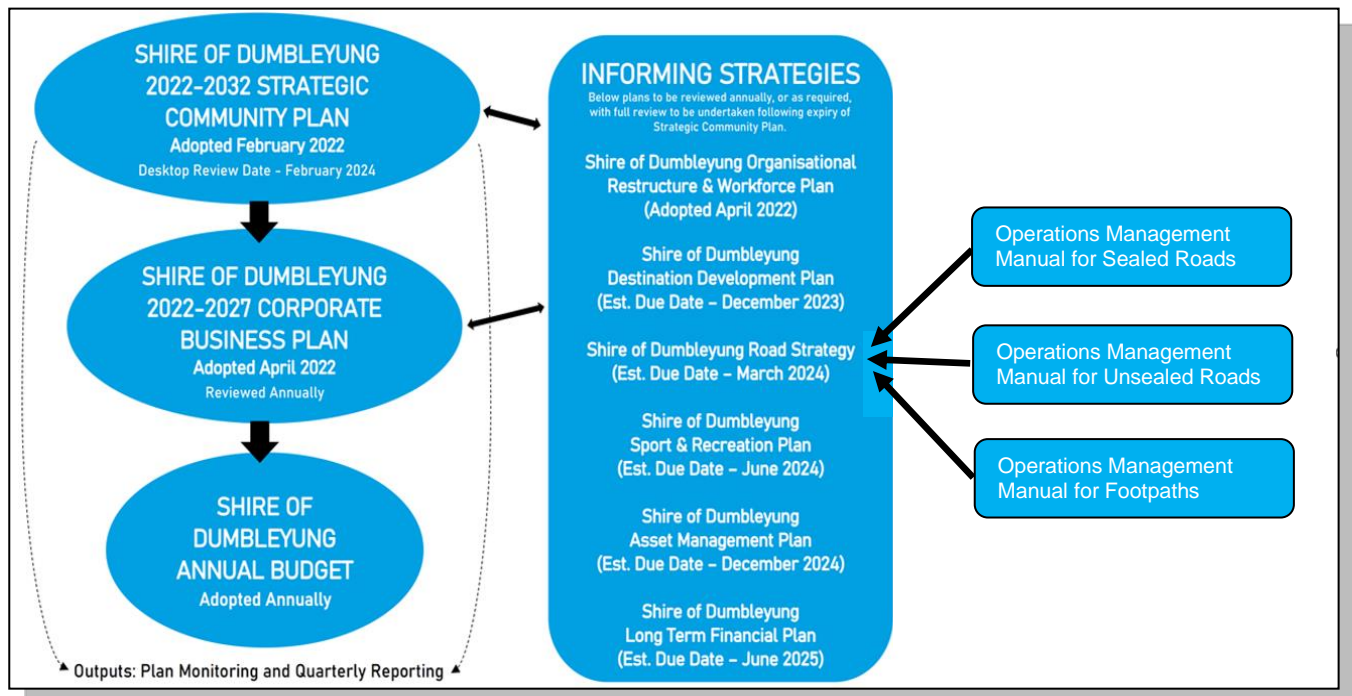 SHIRE OF DUMBLEYUNG
2022-2032 STRATEGIC
COMMUNITY PLAN
Adopted February 2022
Desktop Review Date - February 2024
SHIRE OF DUMBLEYUNG
2022-2027 CORPORATE
BUSINESS PLAN
Adopted April 2022
Reviewed Annually
SHIRE OF
DUMBLEYUNG
ANNUAL BUDGET
Adopted Annually
Outputs: Plan Monitoring and Quarterly Reporting
INFORMING STRATEGIES
Below plans to be reviewed annually, or as required,
with full review to be undertaken following expiry of
Strategic Community Plan.
Shire of Dumbleyung Organisational
Restructure & Workforce Plan
(Adopted April 2022)
Shire of Dumbleyung
Destination Development Plan
(Est. Due Date – December 2023)
Shire of Dumbleyung Road Strategy
(Est. Due Date – March 2024)
Shire of Dumbleyung
Sport & Recreation Plan
(Est. Due Date – June 2024)
Shire of Dumbleyung
Asset Management Plan
(Est. Due Date – December 2024)
Shire of Dumbleyung
Long Term Financial Plan
(Est. Due Date – June 2025)
Operations Management
Manual for Sealed Roads
Operations Management
Manual for Unsealed Roads
Operations Management
Manual for Footpaths